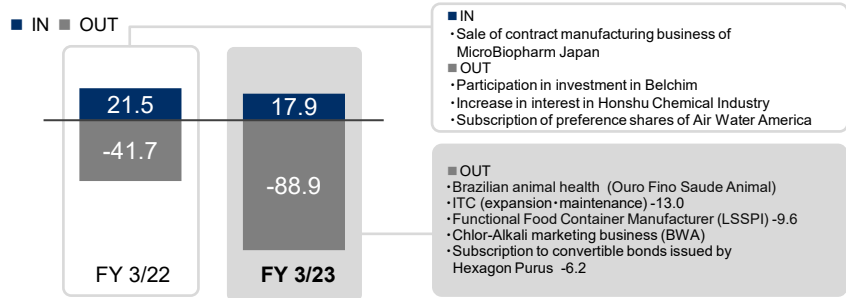 ■ IN ■ OUT
21.5
-41.7
FY 3/22
17.9
-88.9
FY 3/23
■ IN
・Sale of contract manufacturing business of
MicroBiopharm Japan
■ OUT
・Participation in investment in Belchim
・Increase in interest in Honshu Chemical Industry
・Subscription of preference shares of Air Water America
■ OUT
・Brazilian animal health (Ouro Fino Saude Animal)
・ITC (expansion・maintenance) -13.0
・Functional Food Container Manufacturer (LSSPI) -9.6
・Chlor-Alkali marketing business (BWA)
・Subscription to convertible bonds issued by
Hexagon Purus -6.2